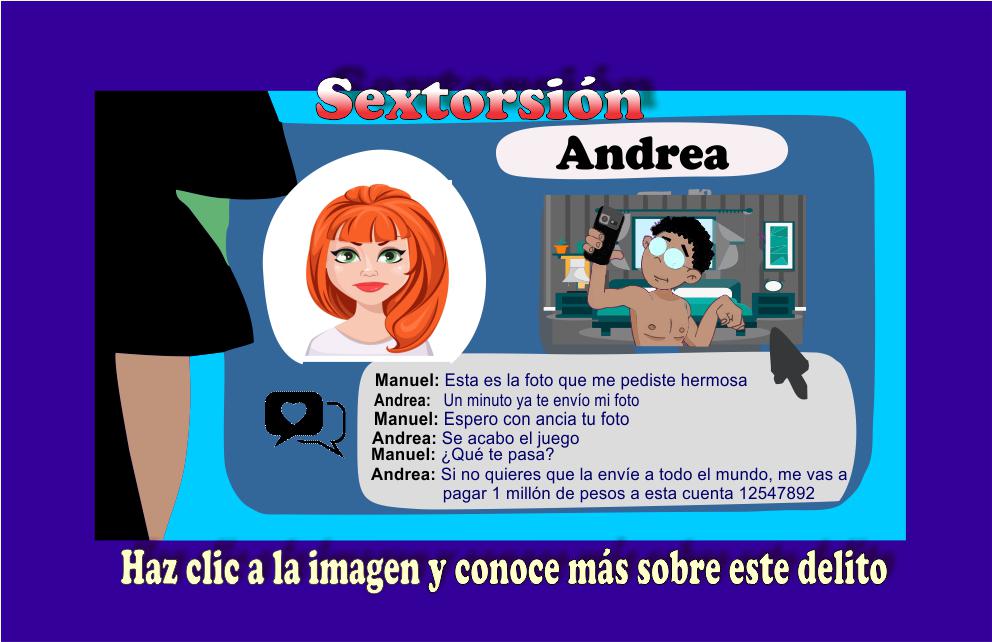 Sextorsión
Andrea
Manuel: Esta es la foto que me pediste hermosa
Andrea: Un minuto ya te envío mi foto
Manuel: Espero con ancia tu foto
Andrea: Se acabo el juego
Manuel: ¿Qué te pasa?
Andrea: Si no quieres que la envíe a todo el mundo, me vas a
pagar 1 millón de pesos a esta cuenta 12547892
Haz clic a la imagen y conoce más sobre este delito